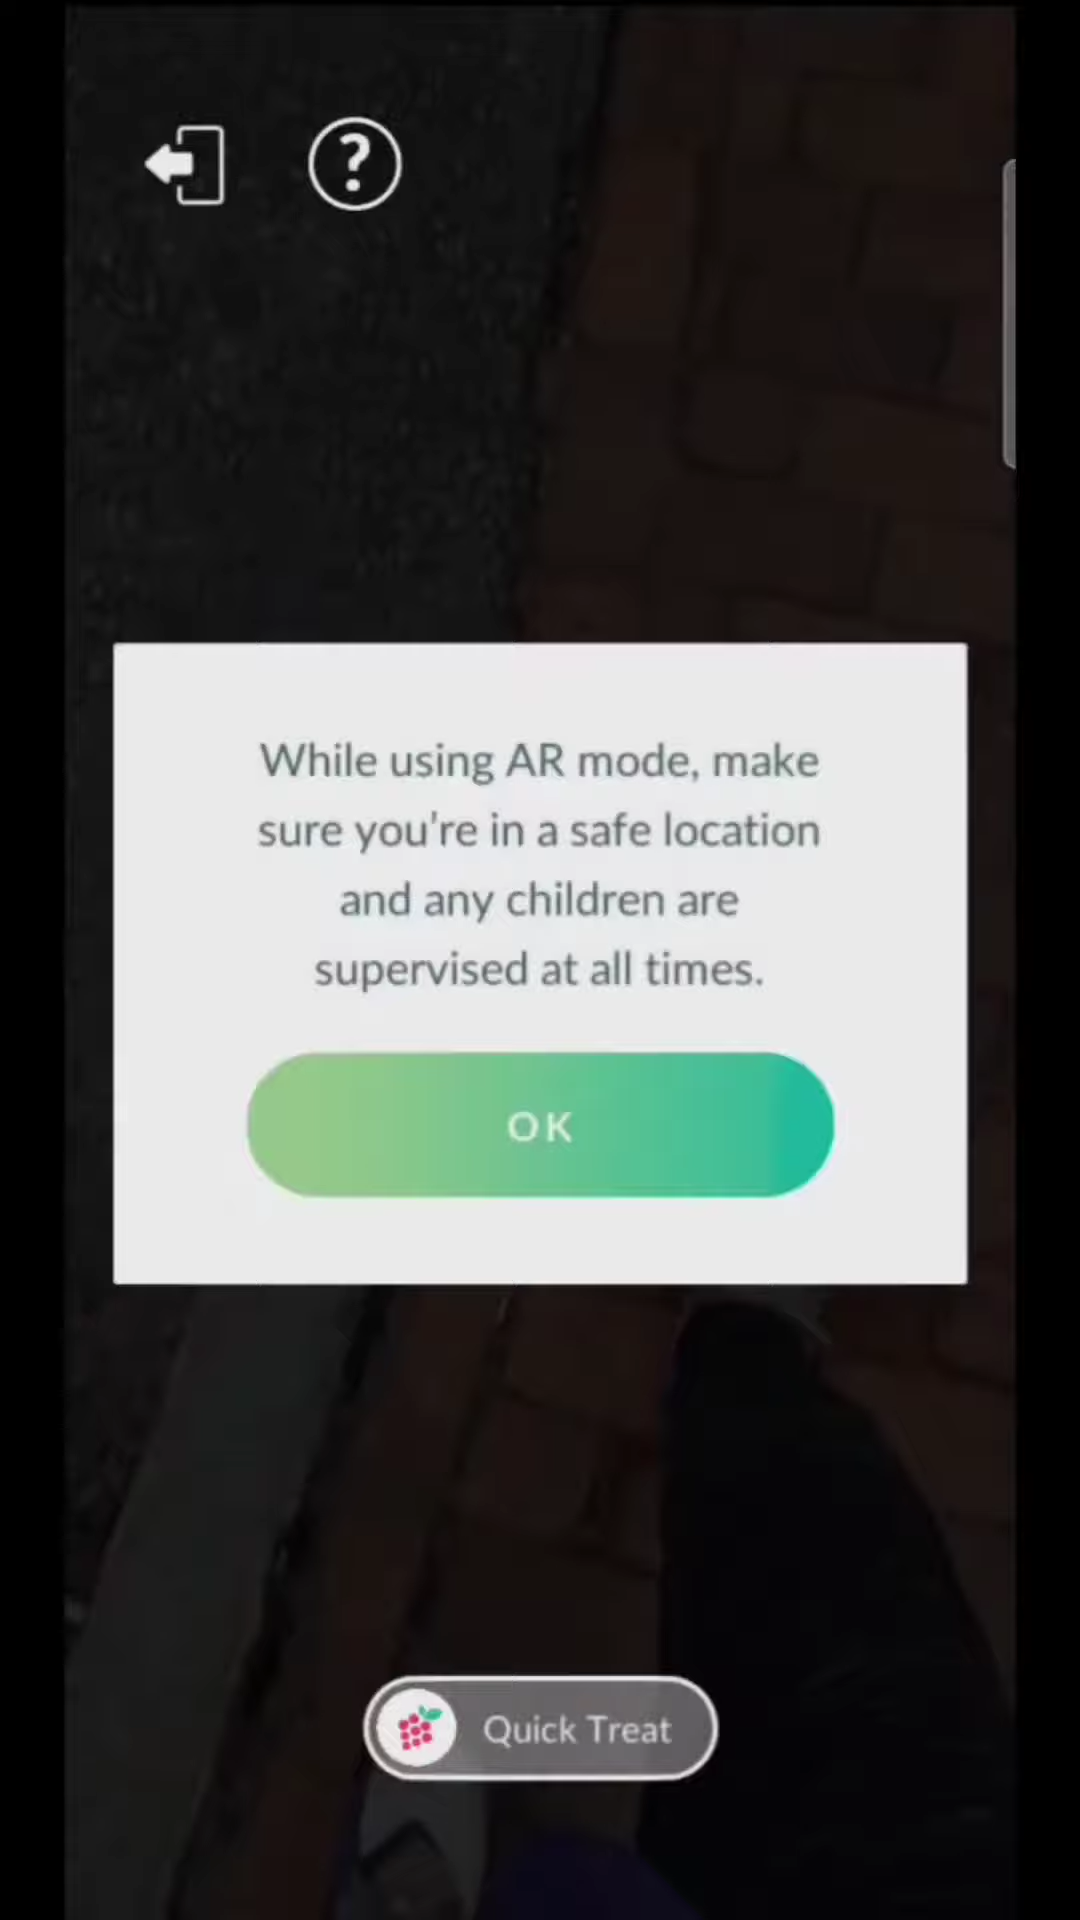 ?
While using AR mode, make
sure you're in a safe location
and any children are
supervised at all times.
OK
Quick Treat